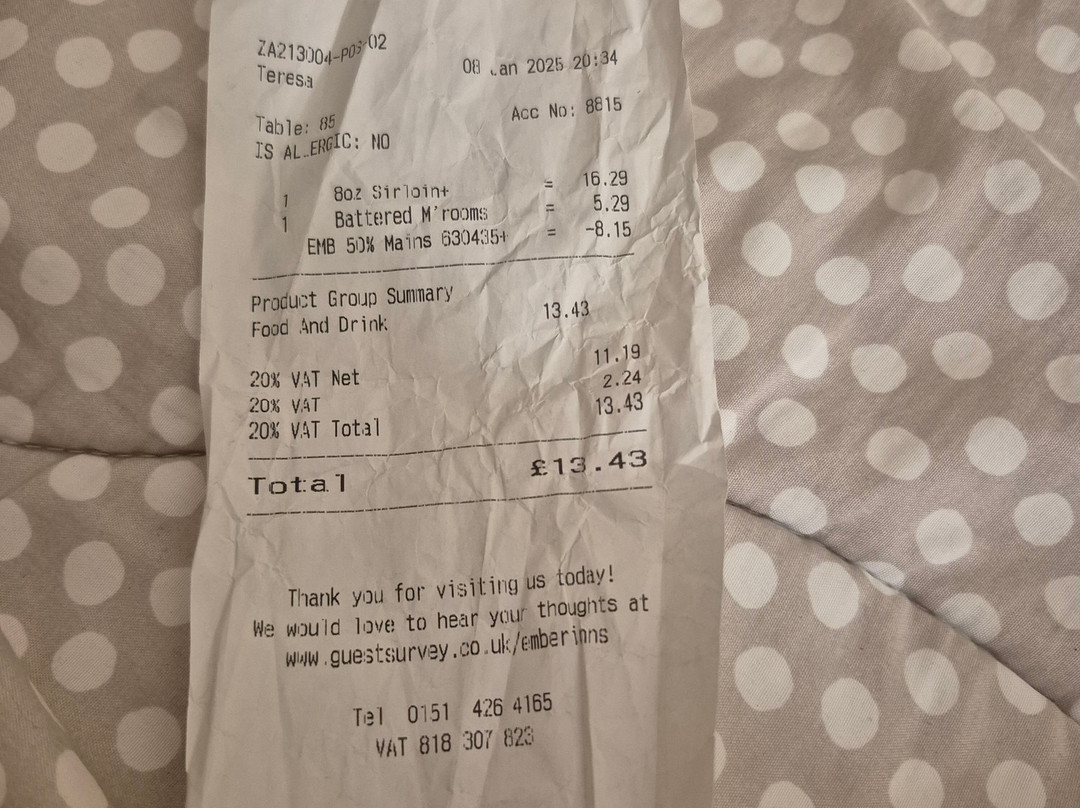 ZA213004-POS-02
Teresa
08 Jan 2025 20:34
Table: 85
Acc No: 8815
IS ALLERGIC: NO
1 8oz Sirloin+ = 16.29
1 Battered M'rooms = 5.29
EMB 50% Mains 630435+ = -8.15
Product Group Summary
Food And Drink 13.43
20% VAT Net 11.19
20% VAT 2.24
20% VAT Total 13.43
Total £13.43
Thank you for visiting us today!
We would love to hear your thoughts at
www.guestsurvey.co.uk/emberinns
Tel 0151 426 4165
VAT 818 307 823